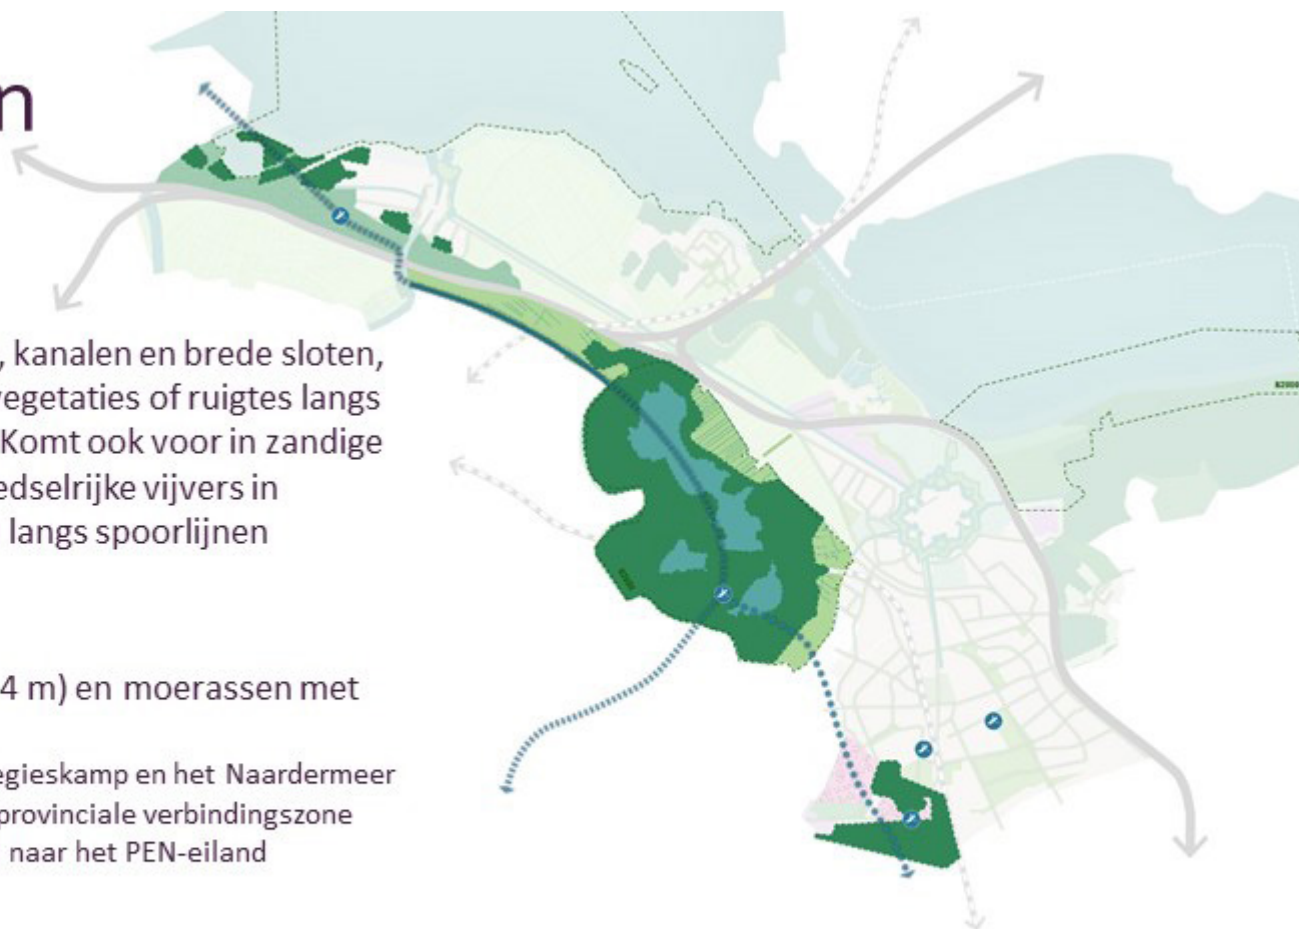 n
, kanalen en brede sloten,
vegetaties of ruigtes langs
Komt ook voor in zandige
edselrijke vijvers in
langs spoorlijnen
4 m) en moerassen met
egieskamp en het Naardermeer
provinciale verbindingszone
naar het PEN-eiland